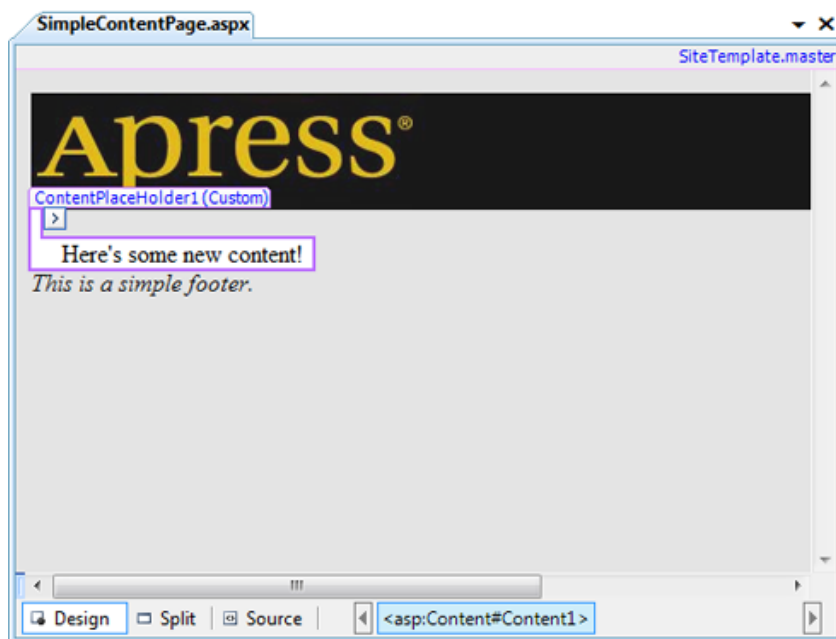 SimpleContentPage.aspx
SiteTemplate.master
Apress®
ContentPlaceHolder1 (Custom)
Here's some new content!
This is a simple footer.
Design Split Source <asp:Content#Content1>